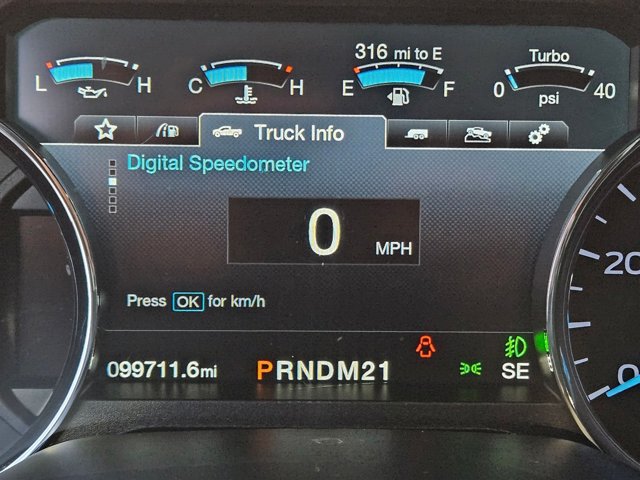 316 mi to E
Turbo
L H C H E F 0 40
psi
Truck Info
Digital Speedometer
0 MPH
20
Press OK for km/h
099711.6mi PRNDM21 SE
0